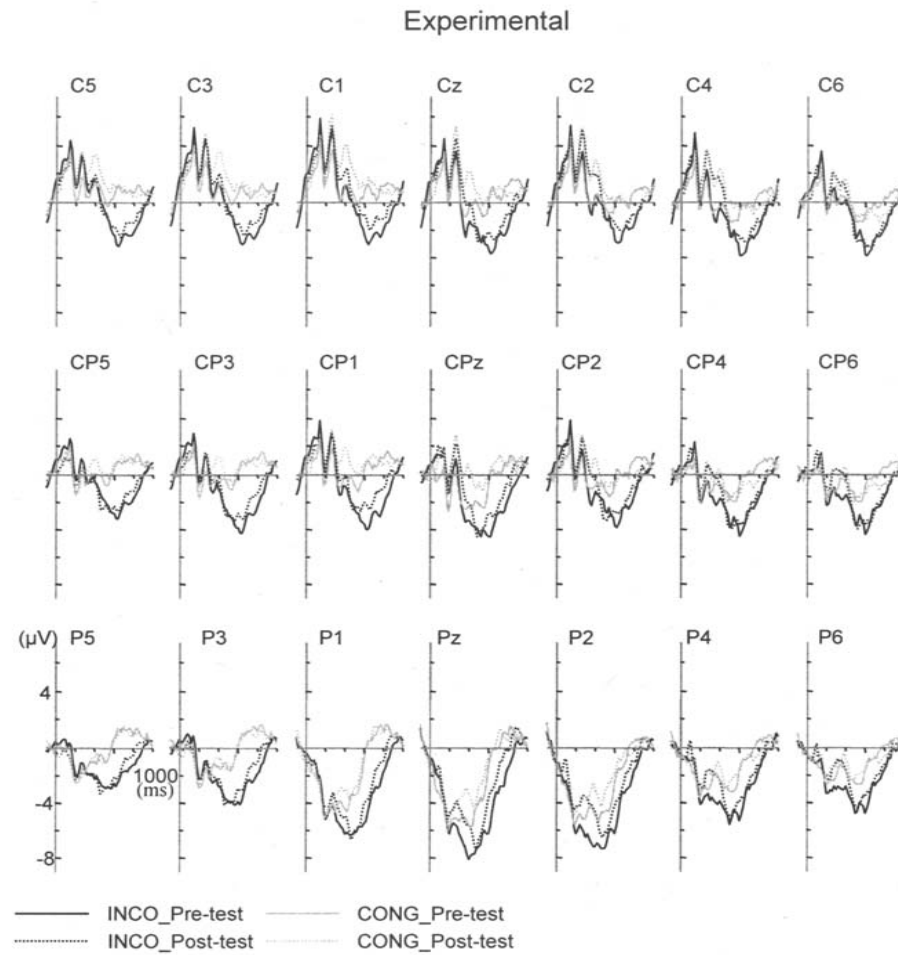 Experimental
C5 C3 C1 Cz C2 C4 C6
CP5 CP3 CP1 CPz CP2 CP4 CP6
(µV) P5 P3 P1 Pz P2 P4 P6
4
1000
(ms)
-4
-8
INCO_Pre-test CONG_Pre-test
INCO_Post-test CONG_Post-test